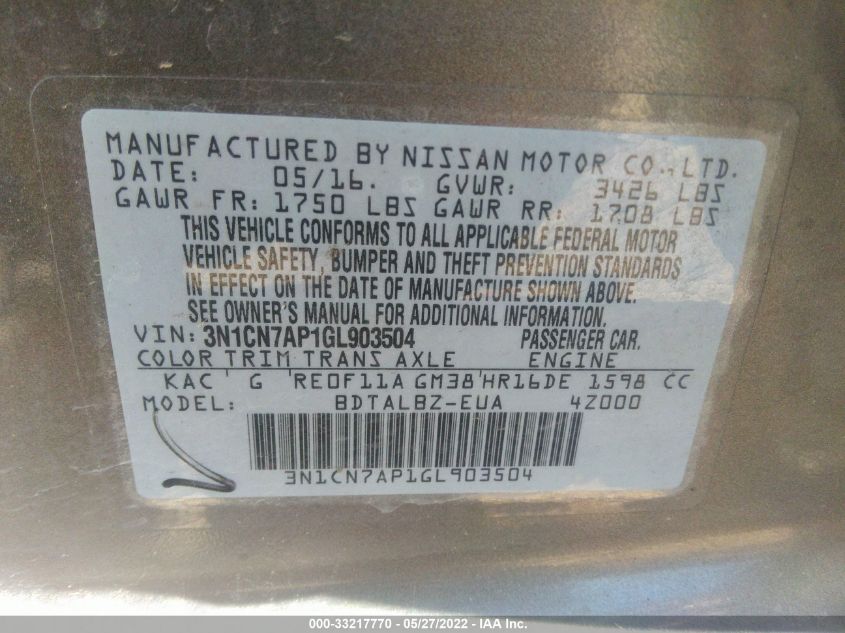 MANUFACTURED BY NISSAN MOTOR CO.,LTD.
DATE: 05/16. GVWR: 3426 LBS
GAWR FR: 1750 LBS GAWR RR: 1708 LBS
THIS VEHICLE CONFORMS TO ALL APPLICABLE FEDERAL MOTOR
VEHICLE SAFETY, BUMPER AND THEFT PREVENTION STANDARDS
IN EFFECT ON THE DATE OF MANUFACTURE SHOWN ABOVE.
SEE OWNER'S MANUAL FOR ADDITIONAL INFORMATION.
VIN: 3N1CN7AP1GL903504 PASSENGER CAR.
COLOR TRIM TRANS AXLE ENGINE
KAC G RE0F11A GM38 HR16DE 1598 CC
MODEL: BDTALBZ-EUA 4Z000
3N1CN7AP1GL903504
000-33217770 - 05/27/2022 - IAA Inc.